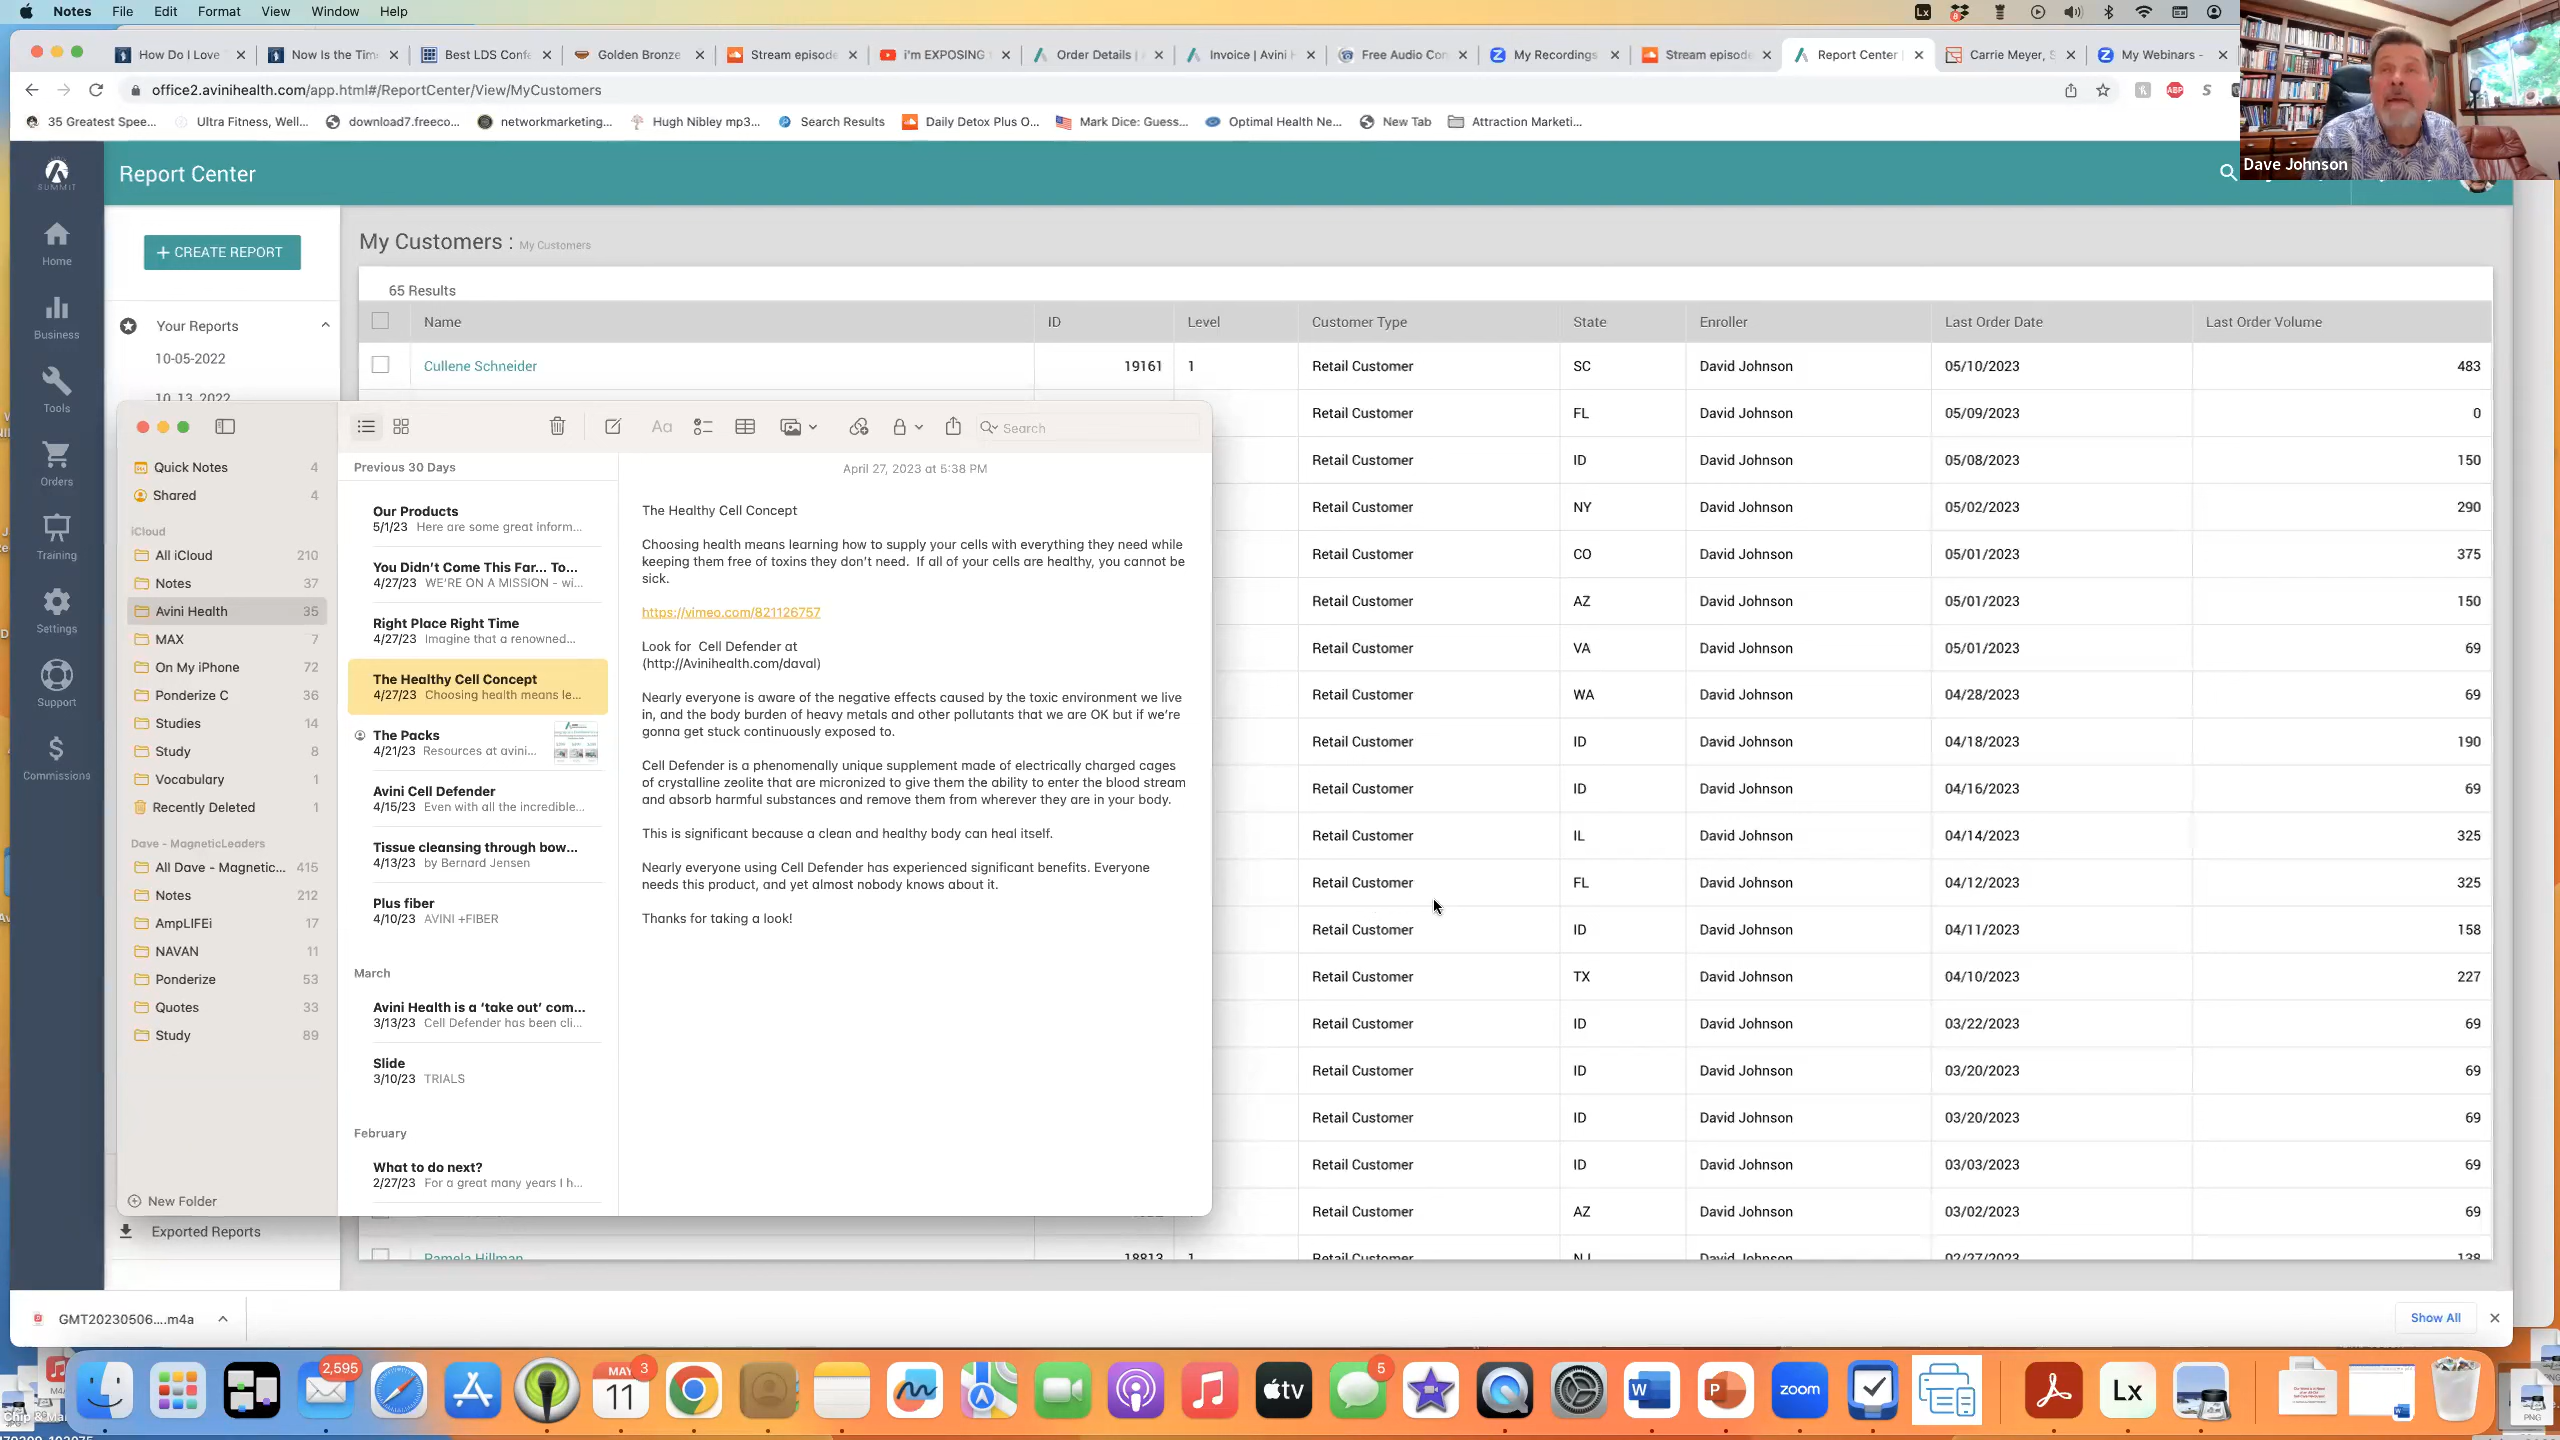 Notes File Edit Format View Window Help
How Do I Love
Now Is the Tim
Best LDS Confe
Golden Bronze
Stream episode
i'm EXPOSING
Order Details |
Invoice | Avini H
Free Audio Con
My Recordings
Stream episode
Report Center |
Carrie Meyer, S
My Webinars -
office2.avinihealth.com/app.html#/ReportCenter/View/MyCustomers
35 Greatest Spee...
Ultra Fitness, Well...
download7.freeco...
networkmarketing...
Hugh Nibley mp3...
Search Results
Daily Detox Plus O...
Mark Dice: Guess...
Optimal Health Ne...
New Tab
Attraction Marketi...
Dave Johnson
SUMMIT
Report Center
Home
Business
Tools
Orders
Training
Settings
Support
Commissions
+ CREATE REPORT
Your Reports
10-05-2022
10-13-2022
Exported Reports
My Customers : My Customers
65 Results
Name ID Level Customer Type State Enroller Last Order Date Last Order Volume
Cullene Schneider 19161 1 Retail Customer SC David Johnson 05/10/2023 483
Retail Customer FL David Johnson 05/09/2023 0
Retail Customer ID David Johnson 05/08/2023 150
Retail Customer NY David Johnson 05/02/2023 290
Retail Customer CO David Johnson 05/01/2023 375
Retail Customer AZ David Johnson 05/01/2023 150
Retail Customer VA David Johnson 05/01/2023 69
Retail Customer WA David Johnson 04/28/2023 69
Retail Customer ID David Johnson 04/18/2023 190
Retail Customer ID David Johnson 04/16/2023 69
Retail Customer IL David Johnson 04/14/2023 325
Retail Customer FL David Johnson 04/12/2023 325
Retail Customer ID David Johnson 04/11/2023 158
Retail Customer TX David Johnson 04/10/2023 227
Retail Customer ID David Johnson 03/22/2023 69
Retail Customer ID David Johnson 03/20/2023 69
Retail Customer ID David Johnson 03/20/2023 69
Retail Customer ID David Johnson 03/03/2023 69
Retail Customer AZ David Johnson 03/02/2023 69
Pamela Hillman 18813 1 Retail Customer NJ David Johnson 02/27/2023 138
Search
Quick Notes 4
Shared 4
iCloud
All iCloud 210
Notes 37
Avini Health 35
MAX 7
On My iPhone 72
Ponderize C 36
Studies 14
Study 8
Vocabulary 1
Recently Deleted 1
Dave - MagneticLeaders
All Dave - Magnetic... 415
Notes 212
AmpLIFEi 17
NAVAN 11
Ponderize 53
Quotes 33
Study 89
New Folder
Previous 30 Days
Our Products
5/1/23 Here are some great inform...
You Didn't Come This Far... To...
4/27/23 WE'RE ON A MISSION - wi...
Right Place Right Time
4/27/23 Imagine that a renowned...
The Healthy Cell Concept
4/27/23 Choosing health means le...
The Packs
4/21/23 Resources at avini...
Avini Cell Defender
4/15/23 Even with all the incredible...
Tissue cleansing through bow...
4/13/23 by Bernard Jensen
Plus fiber
4/10/23 AVINI +FIBER
March
Avini Health is a 'take out' com...
3/13/23 Cell Defender has been cli...
Slide
3/10/23 TRIALS
February
What to do next?
2/27/23 For a great many years I h...
April 27, 2023 at 5:38 PM
The Healthy Cell Concept
Choosing health means learning how to supply your cells with everything they need while
keeping them free of toxins they don't need. If all of your cells are healthy, you cannot be
sick.
https://vimeo.com/821126757
Look for Cell Defender at
(http://Avinihealth.com/daval)
Nearly everyone is aware of the negative effects caused by the toxic environment we live
in, and the body burden of heavy metals and other pollutants that we are OK but if we're
gonna get stuck continuously exposed to.
Cell Defender is a phenomenally unique supplement made of electrically charged cages
of crystalline zeolite that are micronized to give them the ability to enter the blood stream
and absorb harmful substances and remove them from wherever they are in your body.
This is significant because a clean and healthy body can heal itself.
Nearly everyone using Cell Defender has experienced significant benefits. Everyone
needs this product, and yet almost nobody knows about it.
Thanks for taking a look!
GMT20230506....m4a
Show All
2,595
MAY 3
11
tv
5
zoom
Lx